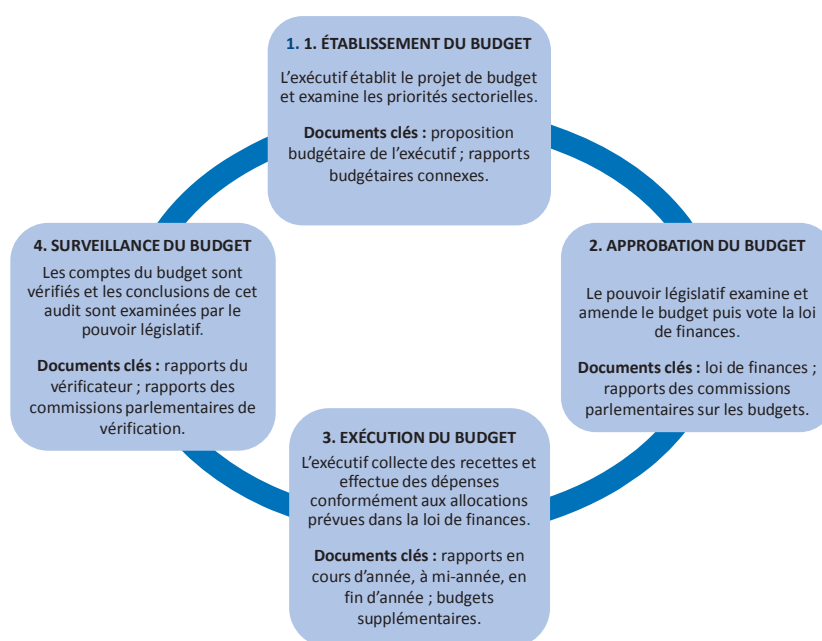 1. 1. ÉTABLISSEMENT DU BUDGET
L’exécutif établit le projet de budget
et examine les priorités sectorielles.
Documents clés : proposition
budgétaire de l’exécutif ; rapports
budgétaires connexes.
2. APPROBATION DU BUDGET
Le pouvoir législatif examine et
amende le budget puis vote la loi
de finances.
Documents clés : loi de finances ;
rapports des commissions
parlementaires sur les budgets.
3. EXÉCUTION DU BUDGET
L’exécutif collecte des recettes et
effectue des dépenses
conformément aux allocations
prévues dans la loi de finances.
Documents clés : rapports en
cours d’année, à mi-année, en
fin d’année ; budgets
supplémentaires.
4. SURVEILLANCE DU BUDGET
Les comptes du budget sont
vérifiés et les conclusions de cet
audit sont examinées par le
pouvoir législatif.
Documents clés : rapports du
vérificateur ; rapports des
commissions parlementaires de
vérification.